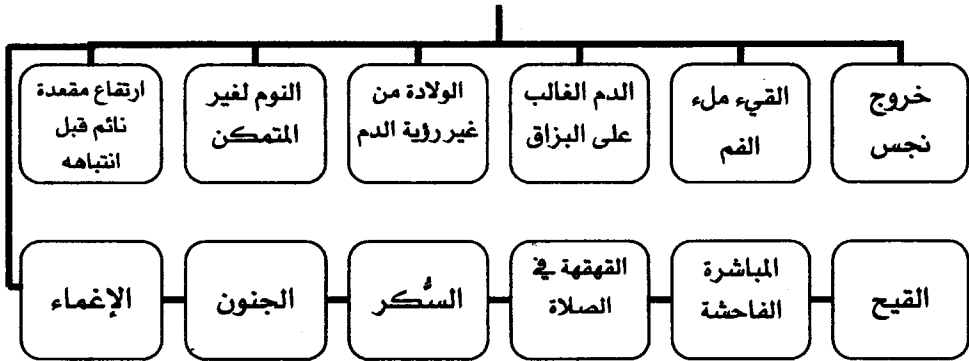 خروج
نجس
القيء ملء
الفم
الدم الغالب
على البزاق
الولادة من
غير رؤية الدم
النوم لغير
المتمكن
ارتفاع مقعدة
نائم قبل
انتباهه
القيح
المباشرة
الفاحشة
القهقهة في
الصلاة
السُّكر
الجنون
الإغماء